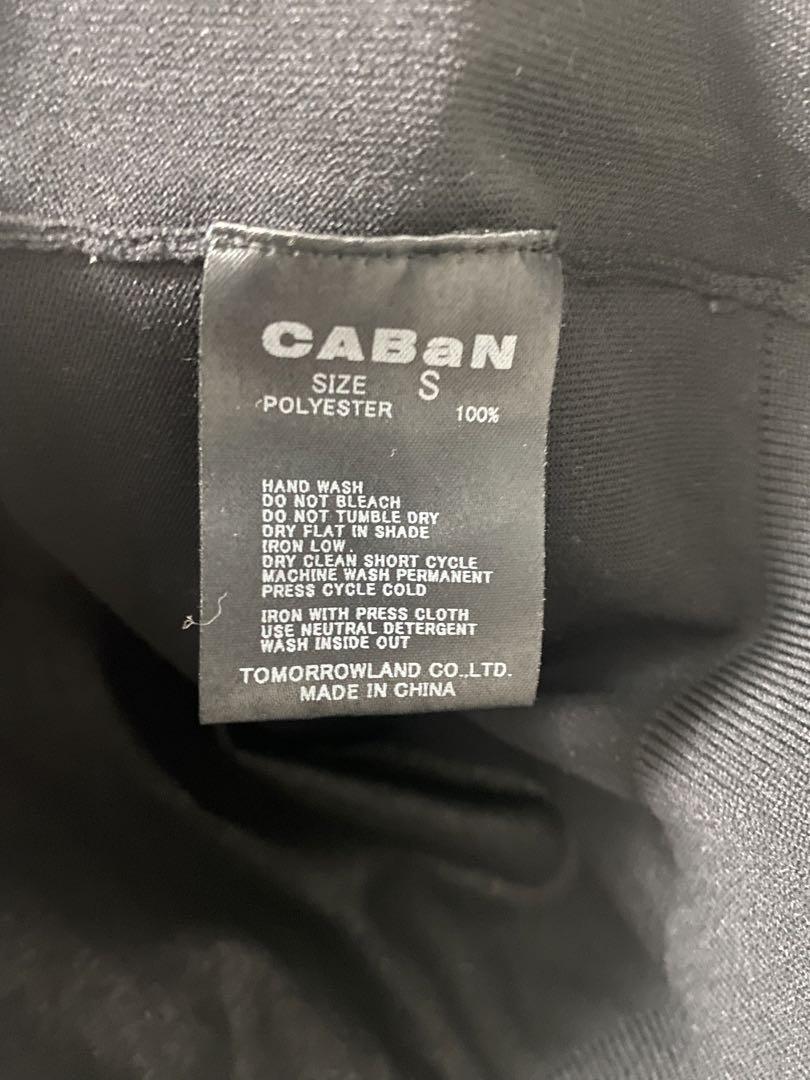 CABaN
SIZE S
POLYESTER 100%
HAND WASH
DO NOT BLEACH
DO NOT TUMBLE DRY
DRY FLAT IN SHADE
IRON LOW.
DRY CLEAN SHORT CYCLE
MACHINE WASH PERMANENT
PRESS CYCLE COLD
IRON WITH PRESS CLOTH
USE NEUTRAL DETERGENT
WASH INSIDE OUT
TOMORROWLAND CO.,LTD.
MADE IN CHINA